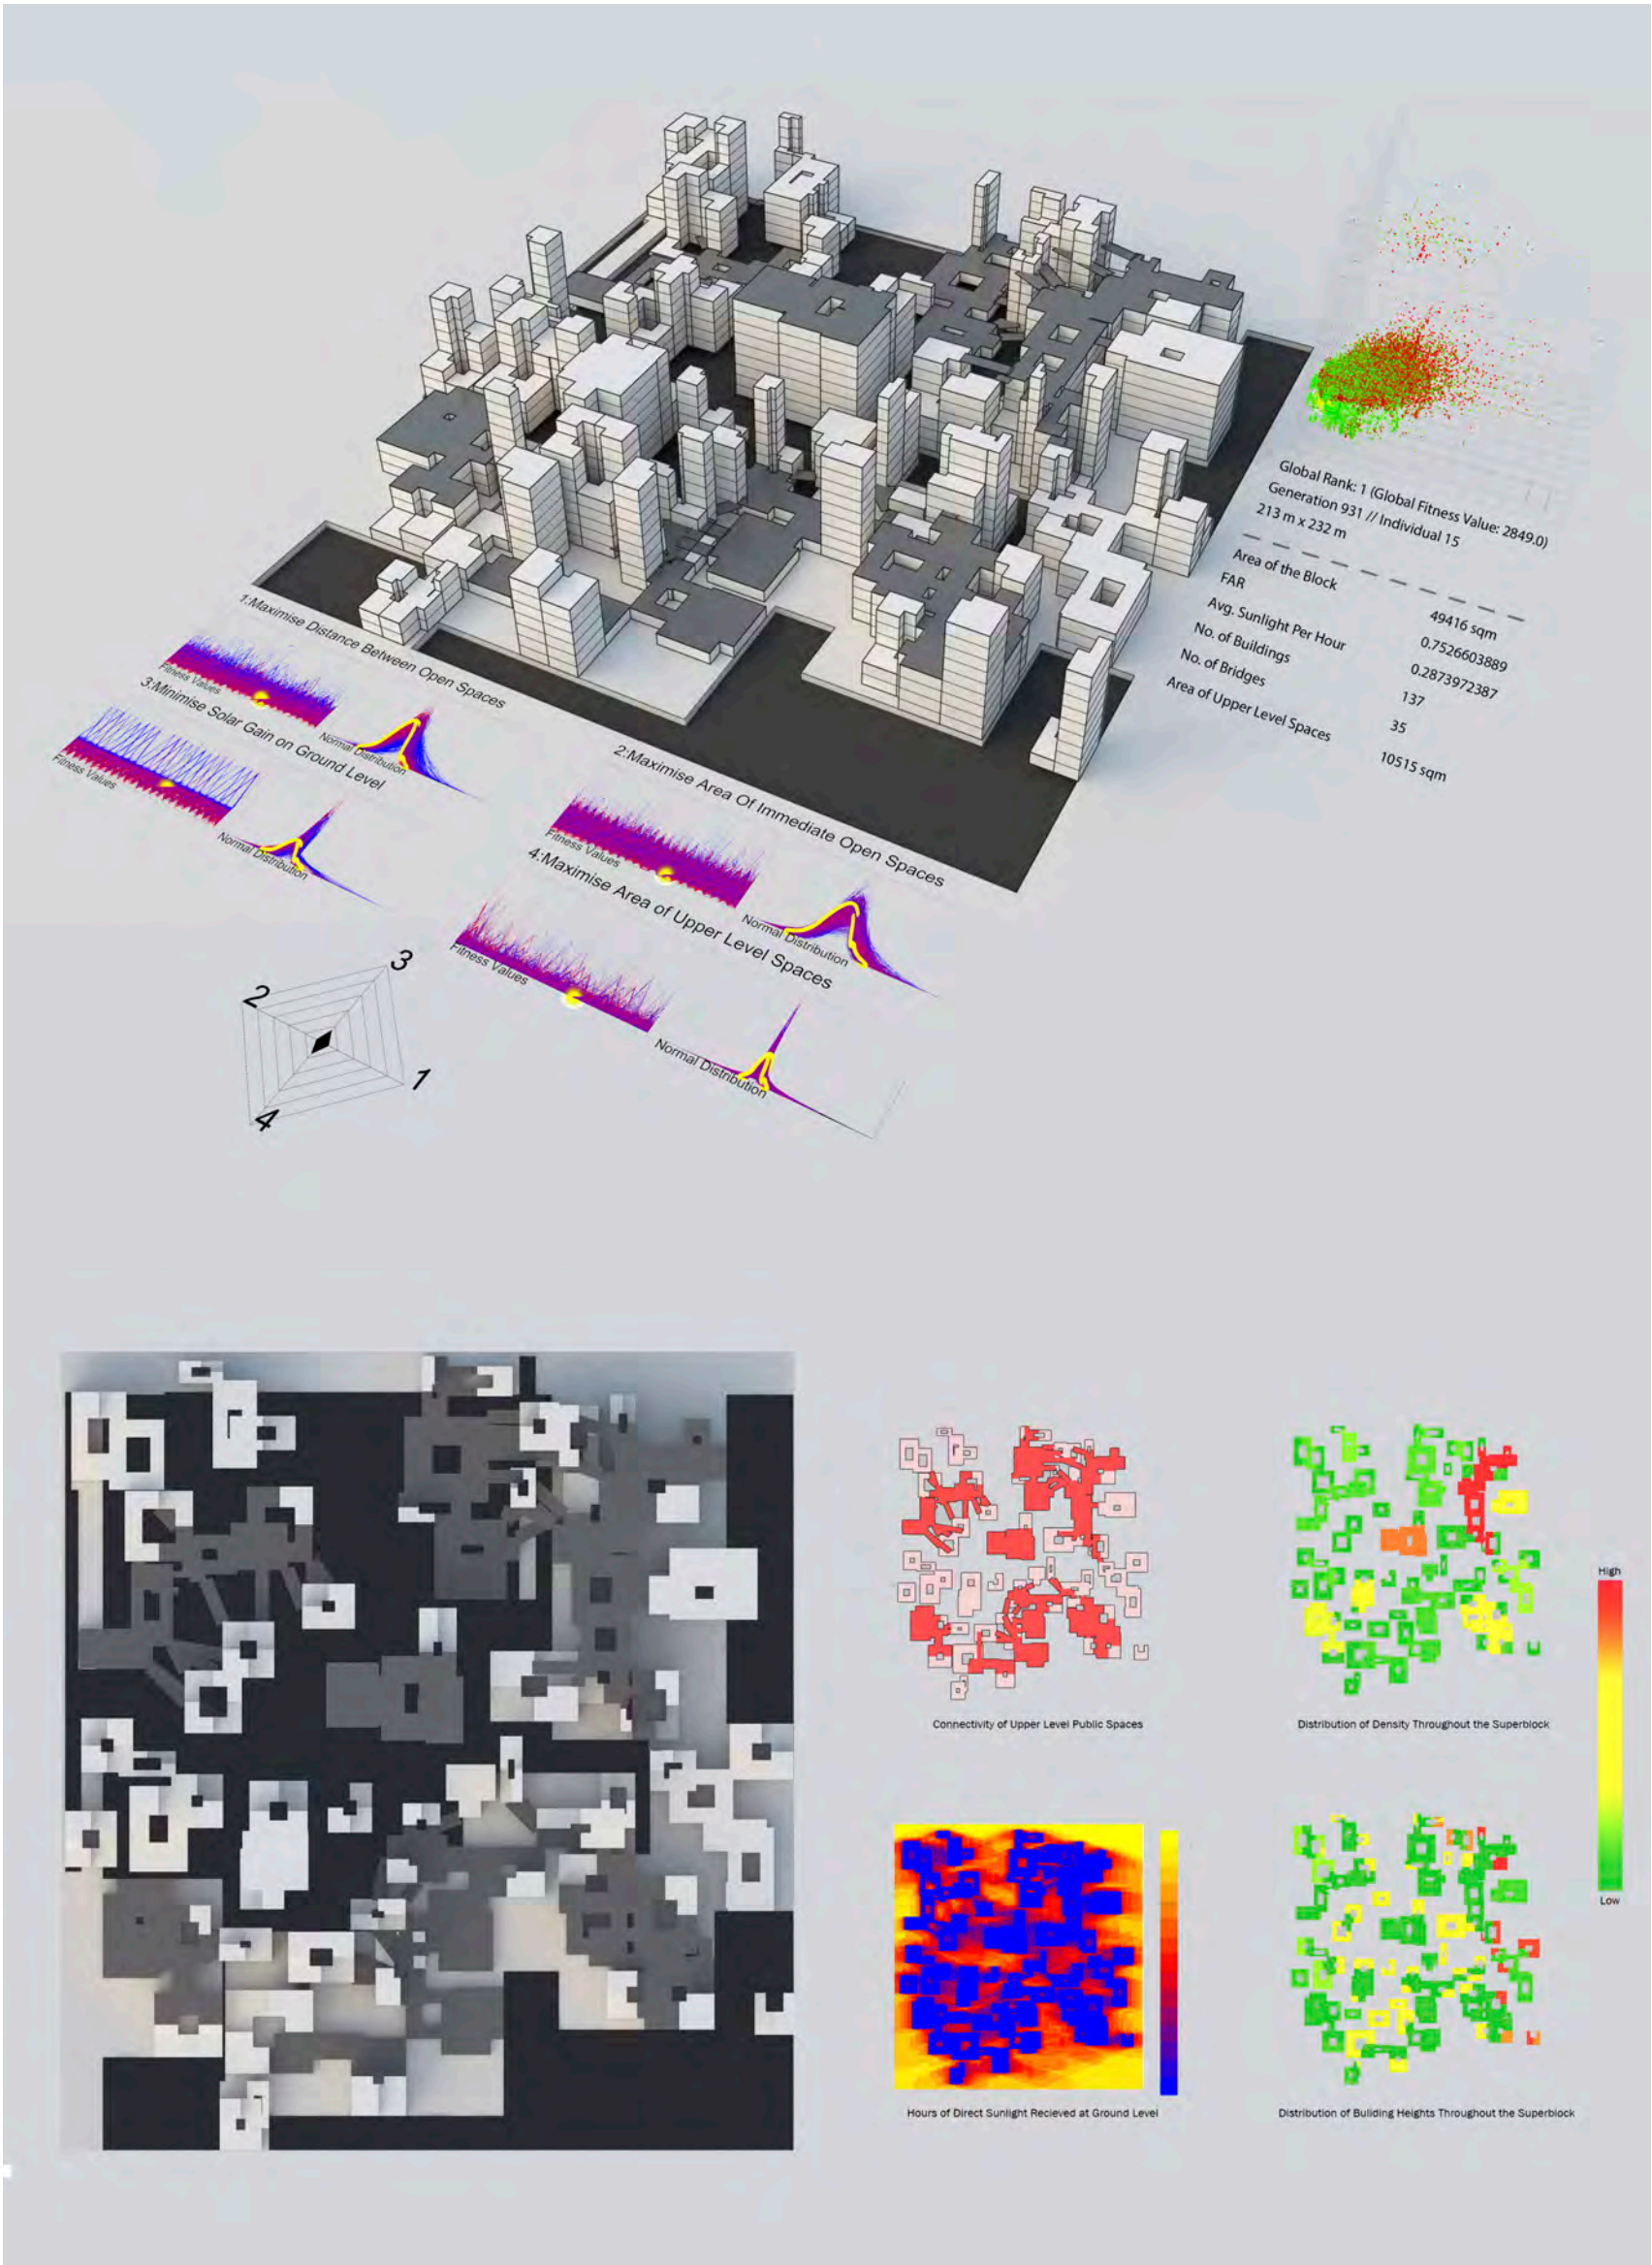 Global Rank: 1 (Global Fitness Value: 2849.0)
Generation 931 // Individual 15
213 m x 232 m
Area of the Block 49416 sqm
FAR 0.7526603889
Avg. Sunlight Per Hour 0.2873972387
No. of Buildings 137
No. of Bridges 35
Area of Upper Level Spaces 10515 sqm
1:Maximise Distance Between Open Spaces
Fitness Values
Normal Distribution
3:Minimise Solar Gain on Ground Level
Fitness Values
Normal Distribution
2:Maximise Area Of Immediate Open Spaces
Fitness Values
Normal Distribution
4:Maximise Area of Upper Level Spaces
Fitness Values
Normal Distribution
3
2
1
4
Connectivity of Upper Level Public Spaces
Distribution of Density Throughout the Superblock
High
Low
Hours of Direct Sunlight Recieved at Ground Level
Distribution of Buliding Heights Throughout the Superblock